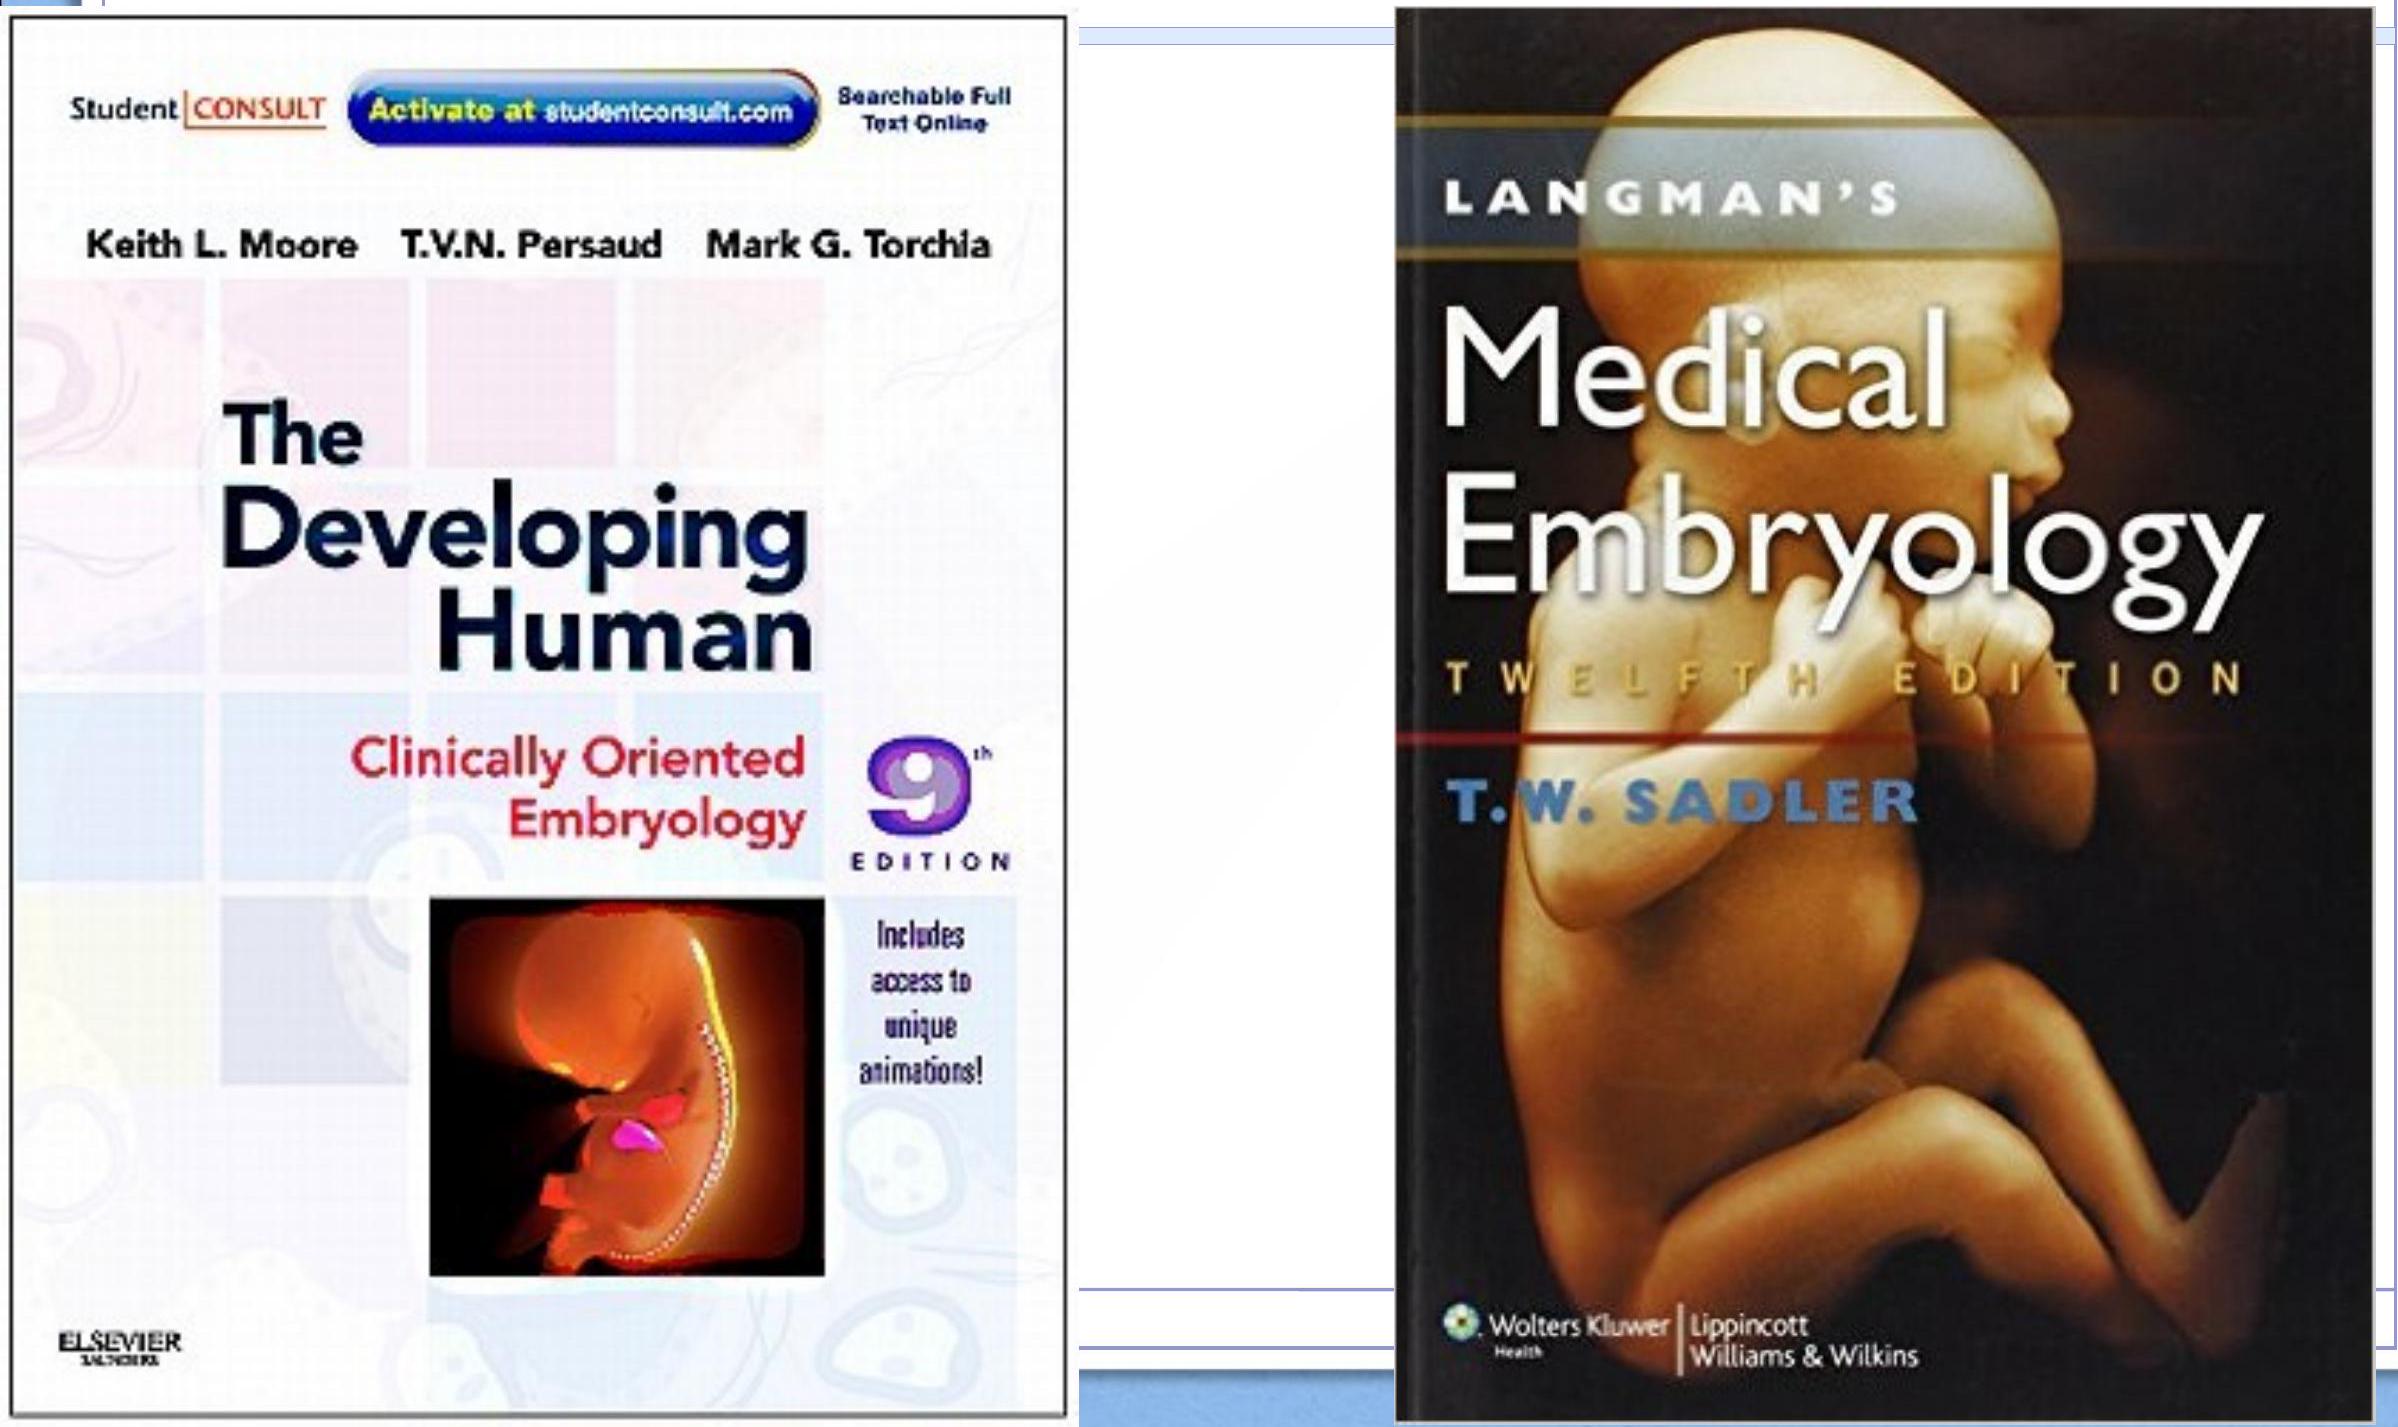 Student CONSULT
Activate at studentconsult.com
Searchable Full
Text Online
Keith L. Moore T.V.N. Persaud Mark G. Torchia
The
Developing
Human
Clinically Oriented
Embryology
9th
EDITION
Includes
access to
unique
animations!
ELSEVIER
SAUNDERS
LANGMAN'S
Medical
Embryology
TWELFTH EDITION
T.W. SADLER
Wolters Kluwer
Health
Lippincott
Williams & Wilkins